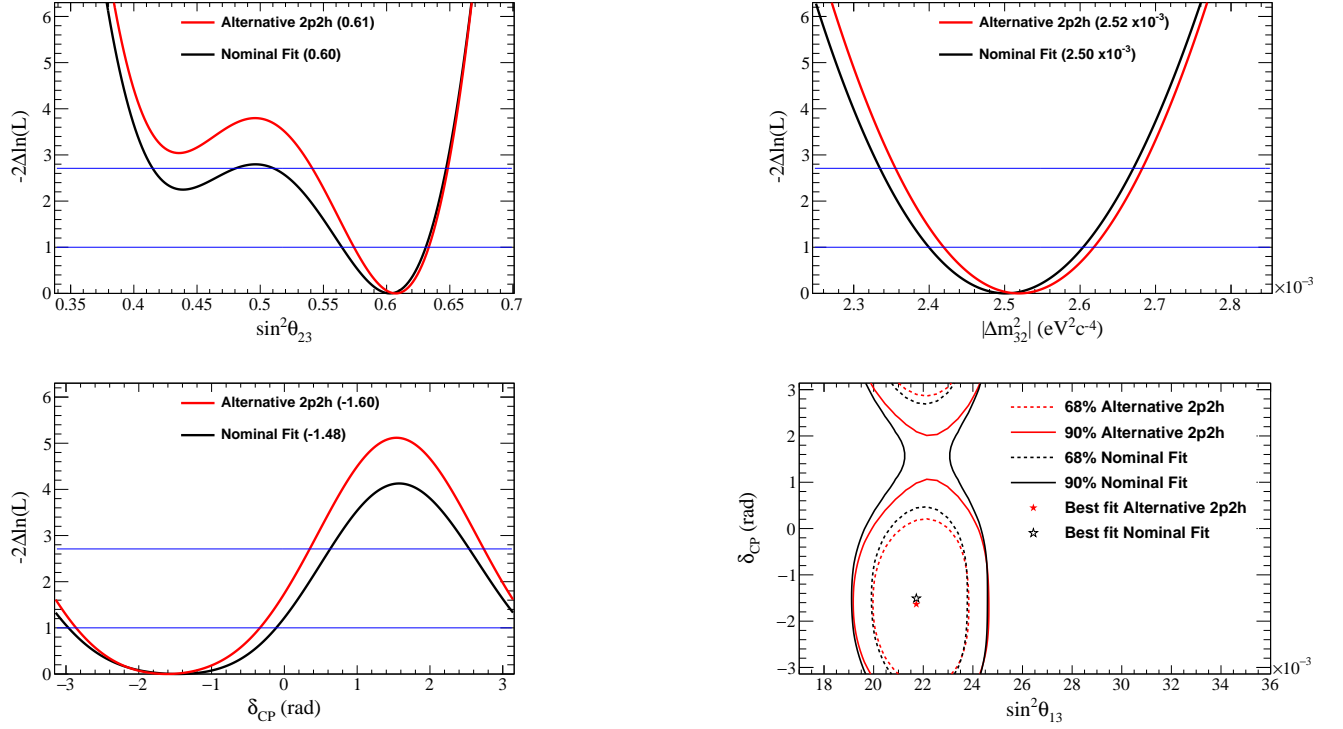 -2Δln(L)
6
5
4
3
2
1
0
Alternative 2p2h (0.61)
Nominal Fit (0.60)
0.35 0.4 0.45 0.5 0.55 0.6 0.65 0.7
sin²θ₂₃
-2Δln(L)
6
5
4
3
2
1
0
Alternative 2p2h (2.52 x10⁻³)
Nominal Fit (2.50 x10⁻³)
2.3 2.4 2.5 2.6 2.7 2.8
×10⁻³
|Δm²₃₂| (eV²c⁻⁴)
-2Δln(L)
6
5
4
3
2
1
0
Alternative 2p2h (-1.60)
Nominal Fit (-1.48)
−3 −2 −1 0 1 2 3
δ_CP (rad)
δ_CP (rad)
3
2
1
0
−1
−2
−3
68% Alternative 2p2h
90% Alternative 2p2h
68% Nominal Fit
90% Nominal Fit
Best fit Alternative 2p2h
Best fit Nominal Fit
18 20 22 24 26 28 30 32 34 36
×10⁻³
sin²θ₁₃